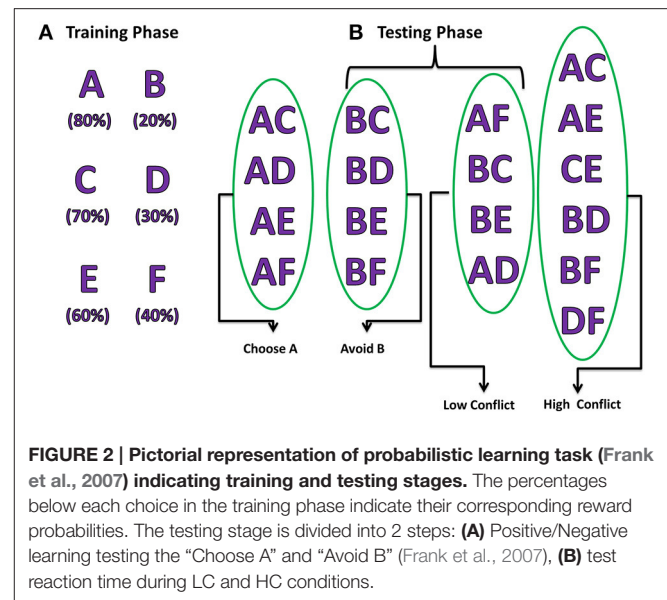 A Training Phase
B Testing Phase
A B
(80%) (20%)
C D
(70%) (30%)
E F
(60%) (40%)
AC
AD
AE
AF
Choose A
BC
BD
BE
BF
Avoid B
AF
BC
BE
AD
Low Conflict
AC
AE
CE
BD
BF
DF
High Conflict
FIGURE 2 | Pictorial representation of probabilistic learning task (Frank
et al., 2007) indicating training and testing stages. The percentages
below each choice in the training phase indicate their corresponding reward
probabilities. The testing stage is divided into 2 steps: (A) Positive/Negative
learning testing the “Choose A” and “Avoid B” (Frank et al., 2007), (B) test
reaction time during LC and HC conditions.